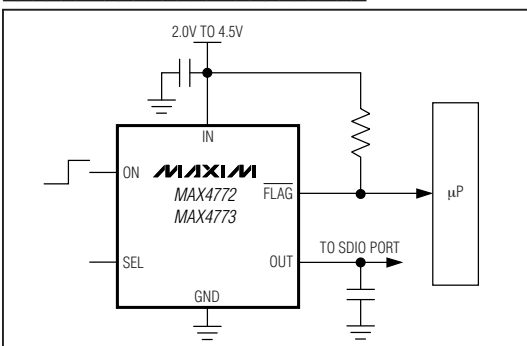 2.0V TO 4.5V
IN
ON
MAXIM
MAX4772
FLAG
µP
MAX4773
TO SDIO PORT
SEL
OUT
GND